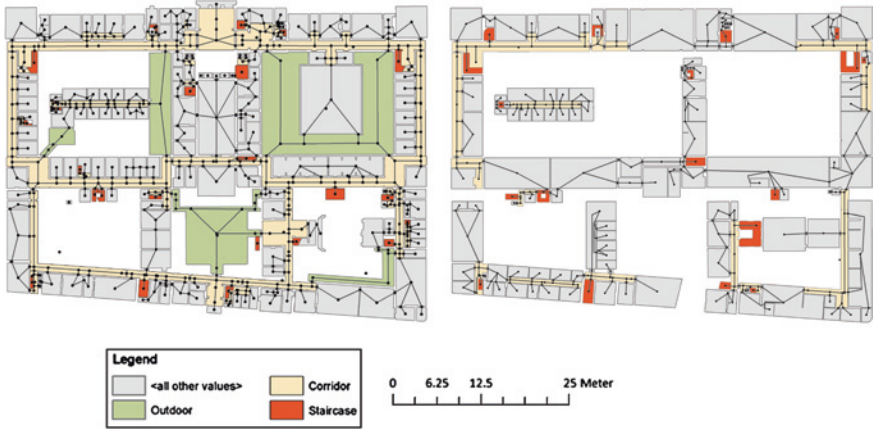 Legend
<all other values>
Corridor
Outdoor
Staircase
0 6.25 12.5 25 Meter